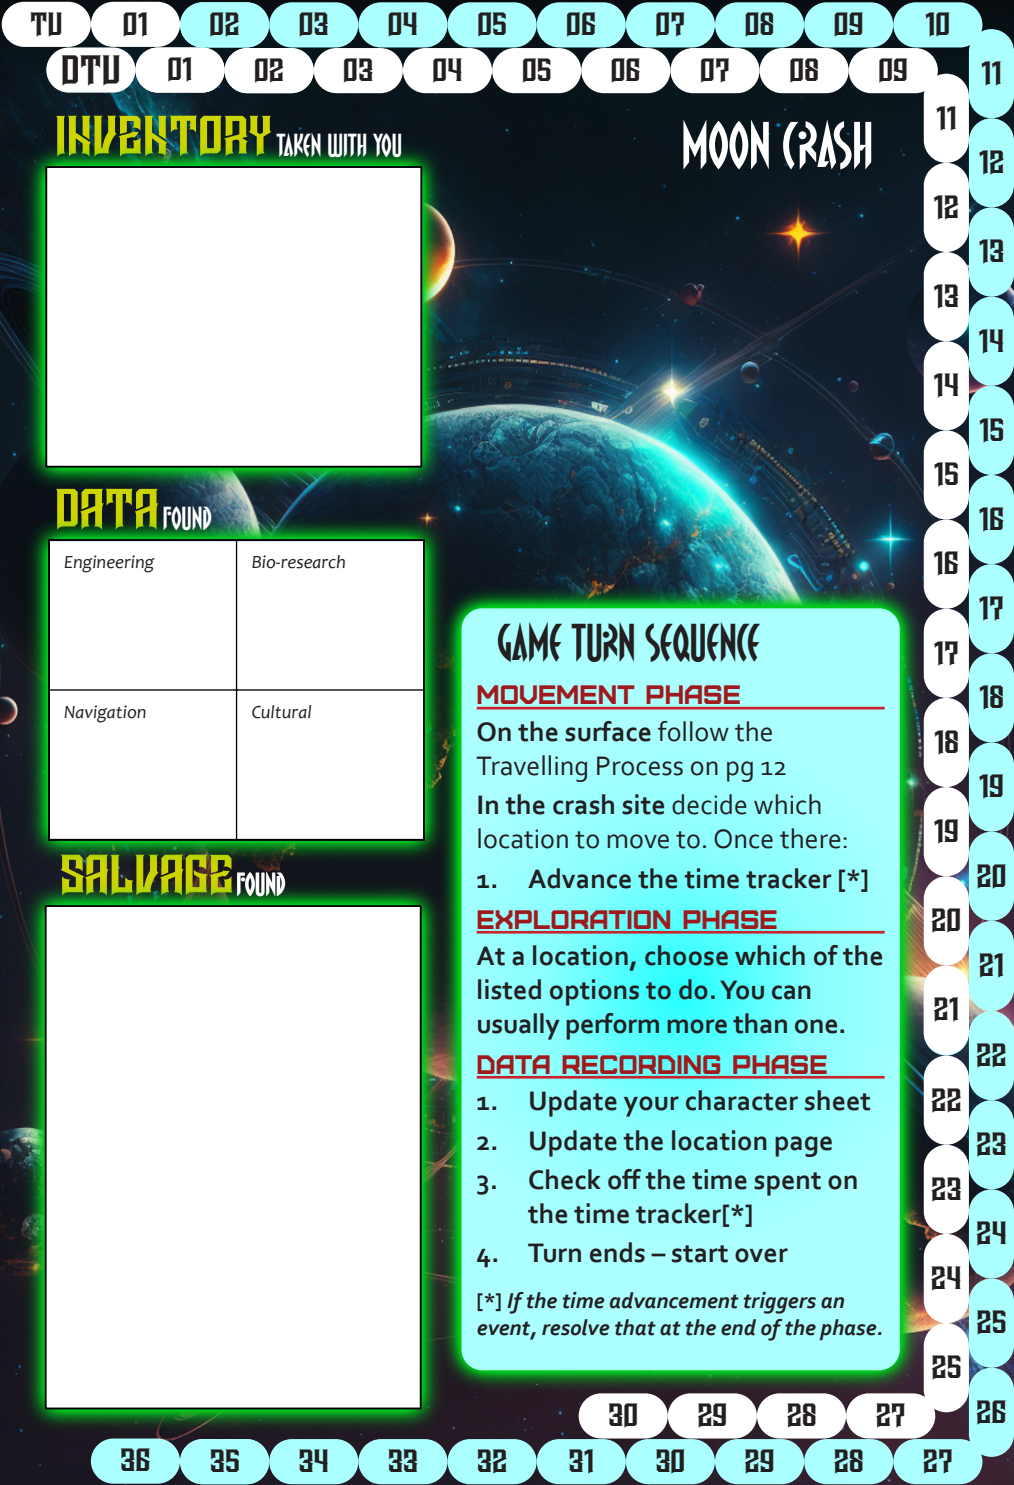 TU 01 02 03 04 05 06 07 08 09 10
DTU 01 02 03 04 05 06 07 08 09
11
12
13
14
15
16
17
18
19
20
21
22
23
24
25
26
11
12
13
14
15
16
17
18
19
20
21
22
23
24
25
INVENTORY TAKEN WITH YOU
MOON CRASH
DATA FOUND
Engineering
Bio-research
Navigation
Cultural
SALVAGE FOUND
GAME TURN SEQUENCE
MOVEMENT PHASE
On the surface follow the
Travelling Process on pg 12
In the crash site decide which
location to move to. Once there:
1. Advance the time tracker [*]
EXPLORATION PHASE
At a location, choose which of the
listed options to do. You can
usually perform more than one.
DATA RECORDING PHASE
1. Update your character sheet
2. Update the location page
3. Check off the time spent on
the time tracker[*]
4. Turn ends – start over
[*] If the time advancement triggers an
event, resolve that at the end of the phase.
30 29 28 27
36 35 34 33 32 31 30 29 28 27